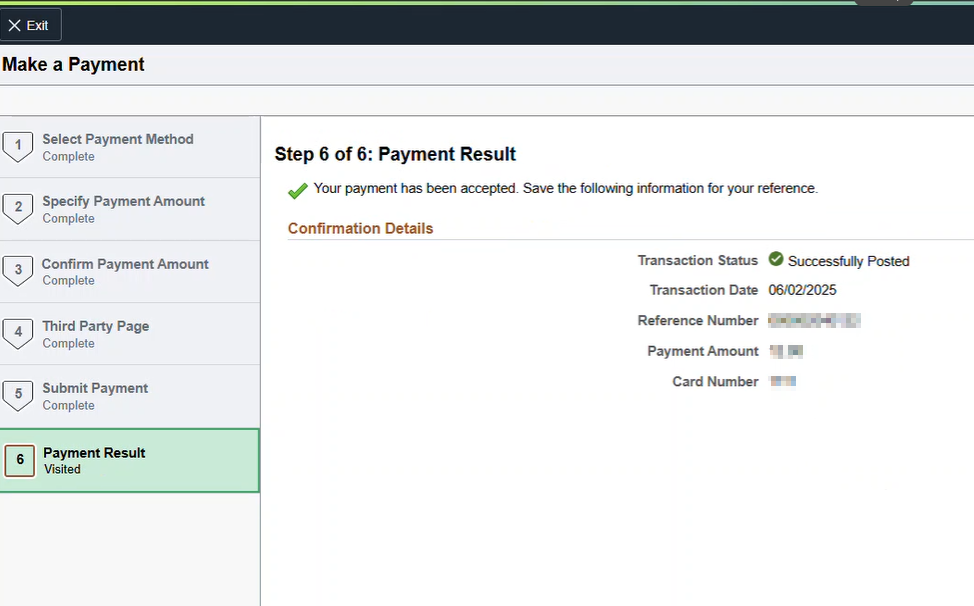 Exit
Make a Payment
1 Select Payment Method
Complete
2 Specify Payment Amount
Complete
3 Confirm Payment Amount
Complete
4 Third Party Page
Complete
5 Submit Payment
Complete
6 Payment Result
Visited
Step 6 of 6: Payment Result
Your payment has been accepted. Save the following information for your reference.
Confirmation Details
Transaction Status Successfully Posted
Transaction Date 06/02/2025
Reference Number
Payment Amount
Card Number